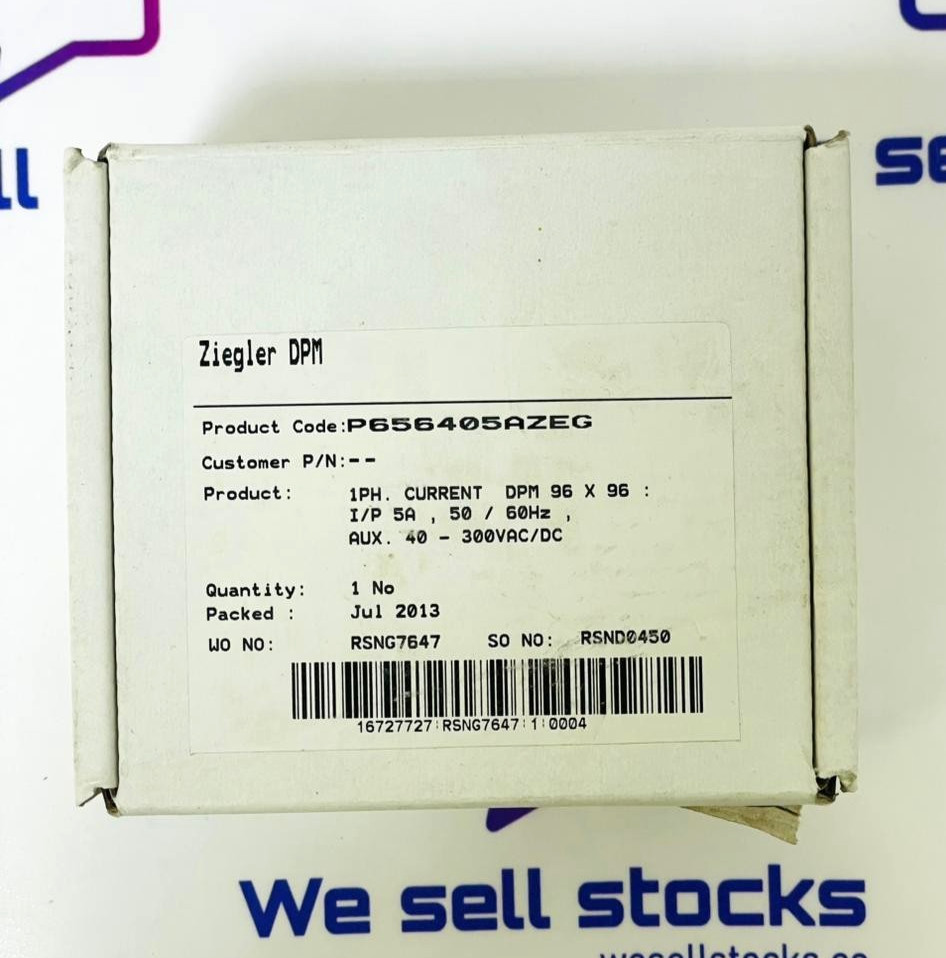 ll
se
Ziegler DPM
Product Code:P656405AZEG
Customer P/N:--
Product: 1PH. CURRENT DPM 96 X 96 :
I/P 5A , 50 / 60Hz ,
AUX. 40 - 300VAC/DC
Quantity: 1 No
Packed : Jul 2013
WO NO: RSNG7647 SO NO: RSND0450
16727727:RSNG7647:1:0004
We sell stocks